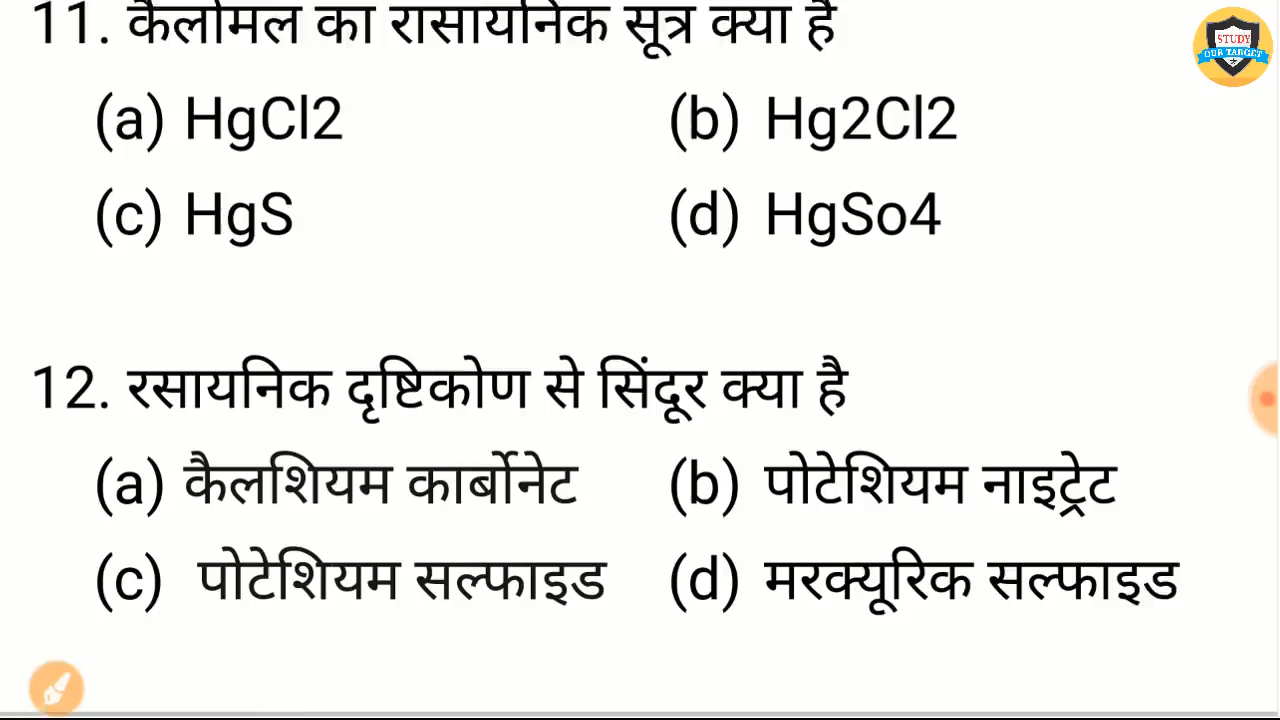 11. कैलोमल का रासायनिक सूत्र क्या है
(a) HgCl2 (b) Hg2Cl2
(c) HgS (d) HgSo4
12. रसायनिक दृष्टिकोण से सिंदूर क्या है
(a) कैलशियम कार्बोनेट (b) पोटेशियम नाइट्रेट
(c) पोटेशियम सल्फाइड (d) मरक्यूरिक सल्फाइड
STUDY
OUR TARGET